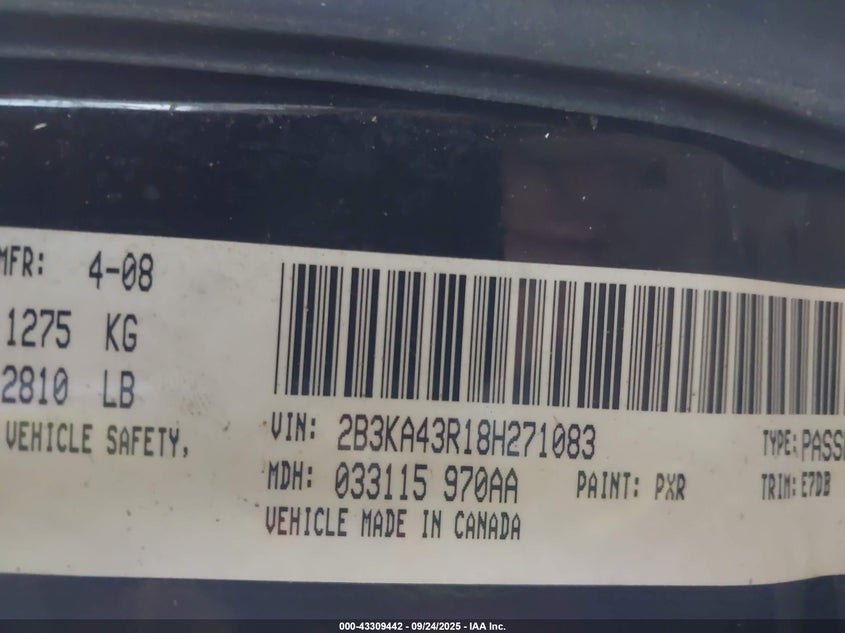 MFR: 4-08
1275 KG
2810 LB
VEHICLE SAFETY,
VIN: 2B3KA43R18H271083
TYPE:
MDH: 033115 970AA
PAINT: PXR
TRIM: E7DB
VEHICLE MADE IN CANADA
000-43309442 - 09/24/2025 - IAA Inc.